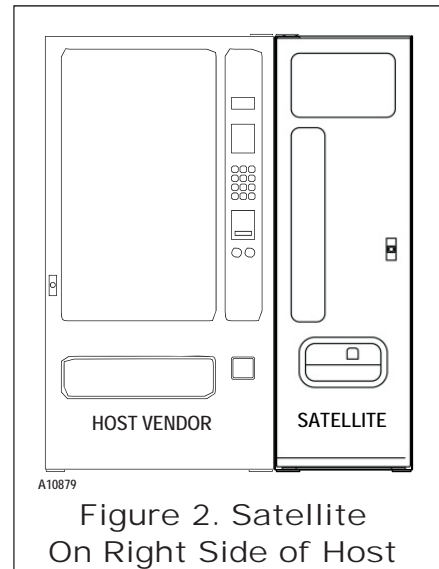 HOST VENDOR
SATELLITE
A10879
Figure 2. Satellite
On Right Side of Host